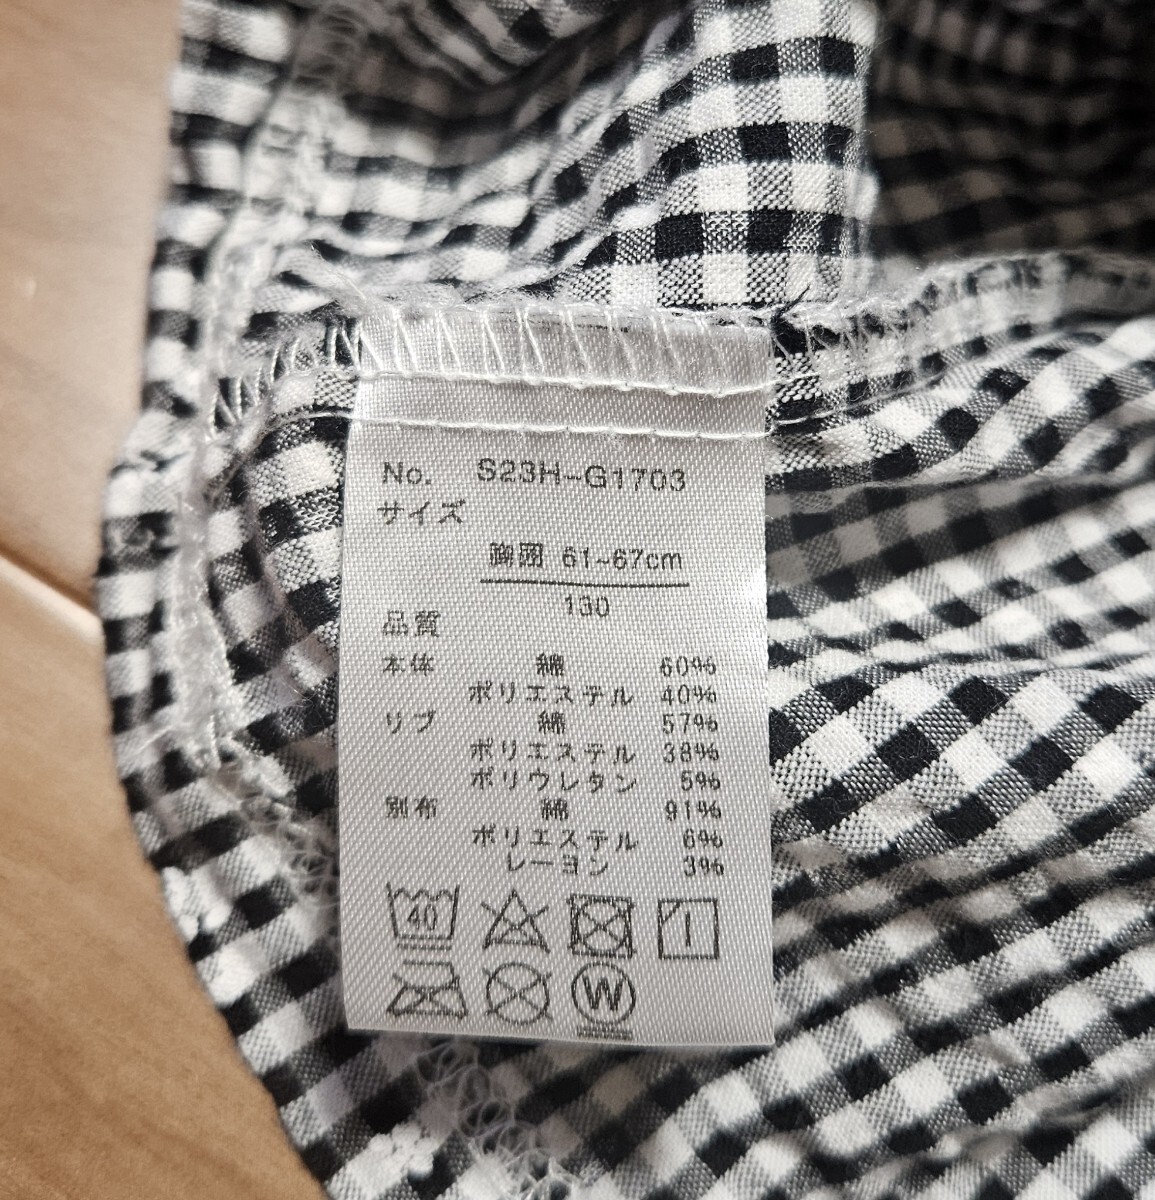 No. S23H-G1703
サイズ
胸囲 61~67cm
130
品質
本体 綿 60%
ポリエステル 40%
リブ 綿 57%
ポリエステル 38%
ポリウレタン 5%
別布 綿 91%
ポリエステル 6%
レーヨン 3%
40
W